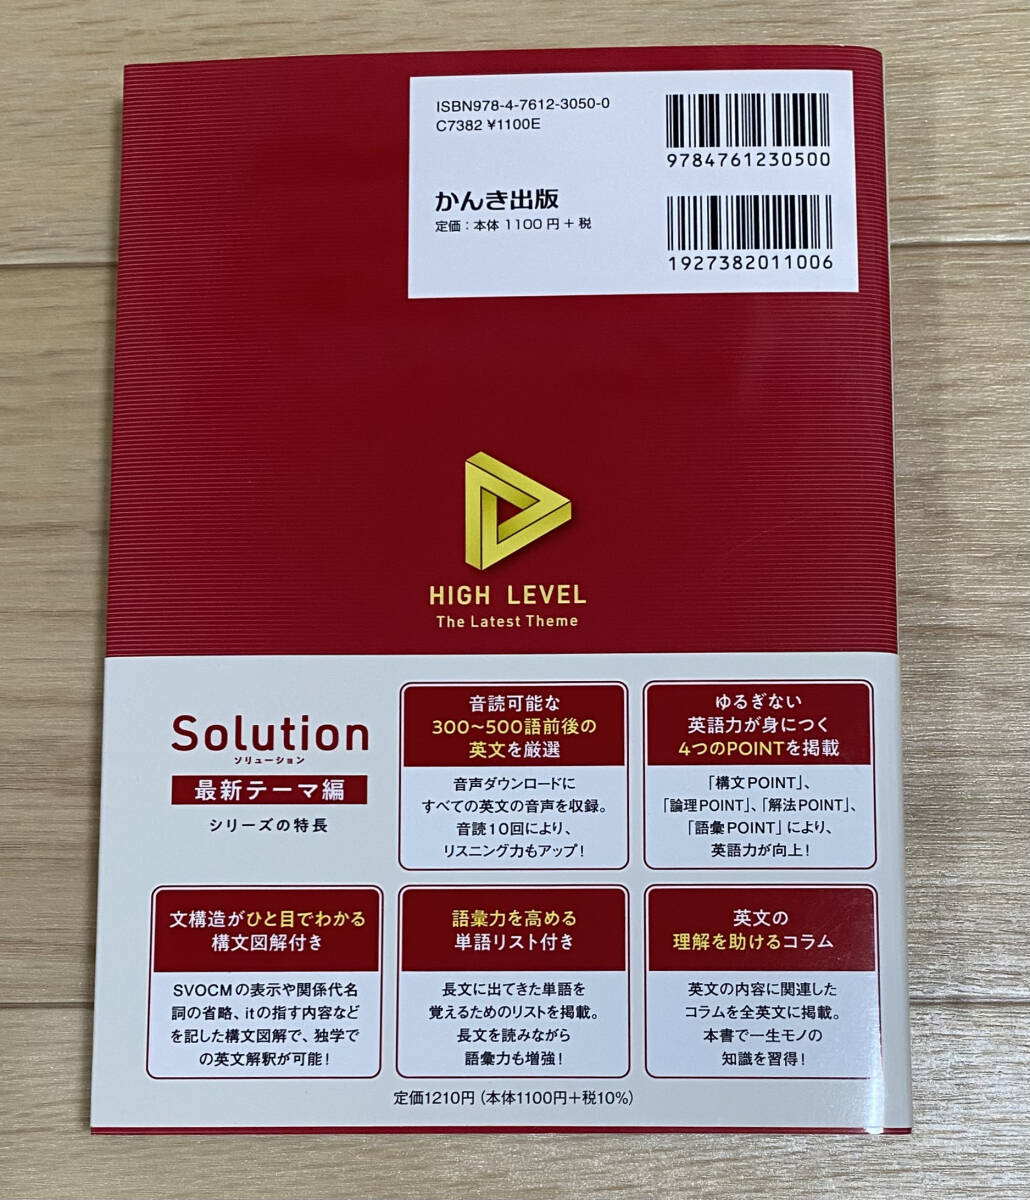 ISBN978-4-7612-3050-0
C7382 ¥1100E
9784761230500
かんき出版
定価：本体 1100円＋税
1927382011006
HIGH LEVEL
The Latest Theme
Solution
ソリューション
最新テーマ編
シリーズの特長
音読可能な
300〜500語前後の
英文を厳選
音声ダウンロードに
すべての英文の音声を収録。
音読10回により、
リスニング力もアップ！
ゆるぎない
英語力が身につく
4つのPOINTを掲載
「構文POINT」、
「論理POINT」、「解法POINT」、
「語彙POINT」により、
英語力が向上！
文構造がひと目でわかる
構文図解付き
SVOCMの表示や関係代名
詞の省略、itの指す内容など
を記した構文図解で、独学で
の英文解釈が可能！
語彙力を高める
単語リスト付き
長文に出てきた単語を
覚えるためのリストを掲載。
長文を読みながら
語彙力も増強！
英文の
理解を助けるコラム
英文の内容に関連した
コラムを全英文に掲載。
本書で一生モノの
知識を習得！
定価1210円（本体1100円＋税10%）